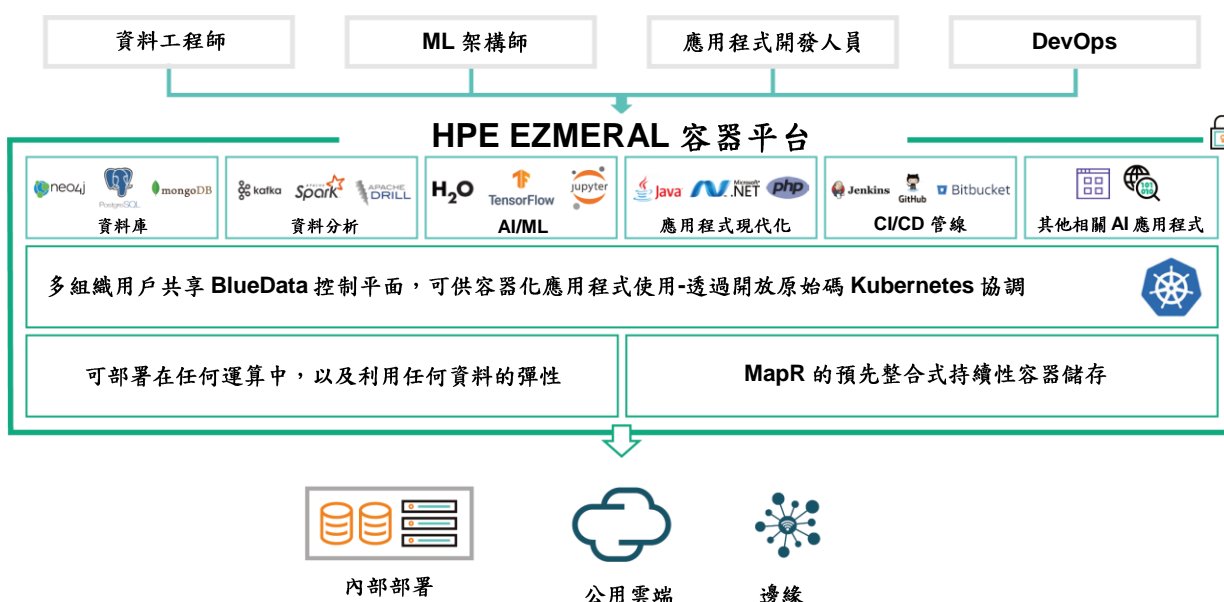 資料工程師
ML 架構師
應用程式開發人員
DevOps
HPE EZMERAL 容器平台
neo4j
PostgreSQL
mongoDB
資料庫
kafka
APACHE Spark
APACHE DRILL
資料分析
H2O
TensorFlow
jupyter
AI/ML
Java
Microsoft .NET
php
應用程式現代化
Jenkins
GitHub
Bitbucket
CI/CD 管線
101
010
其他相關 AI 應用程式
多組織用戶共享 BlueData 控制平面，可供容器化應用程式使用-透過開放原始碼 Kubernetes 協調
可部署在任何運算中，以及利用任何資料的彈性
MapR 的預先整合式持續性容器儲存
內部部署
公用雲端
邊緣